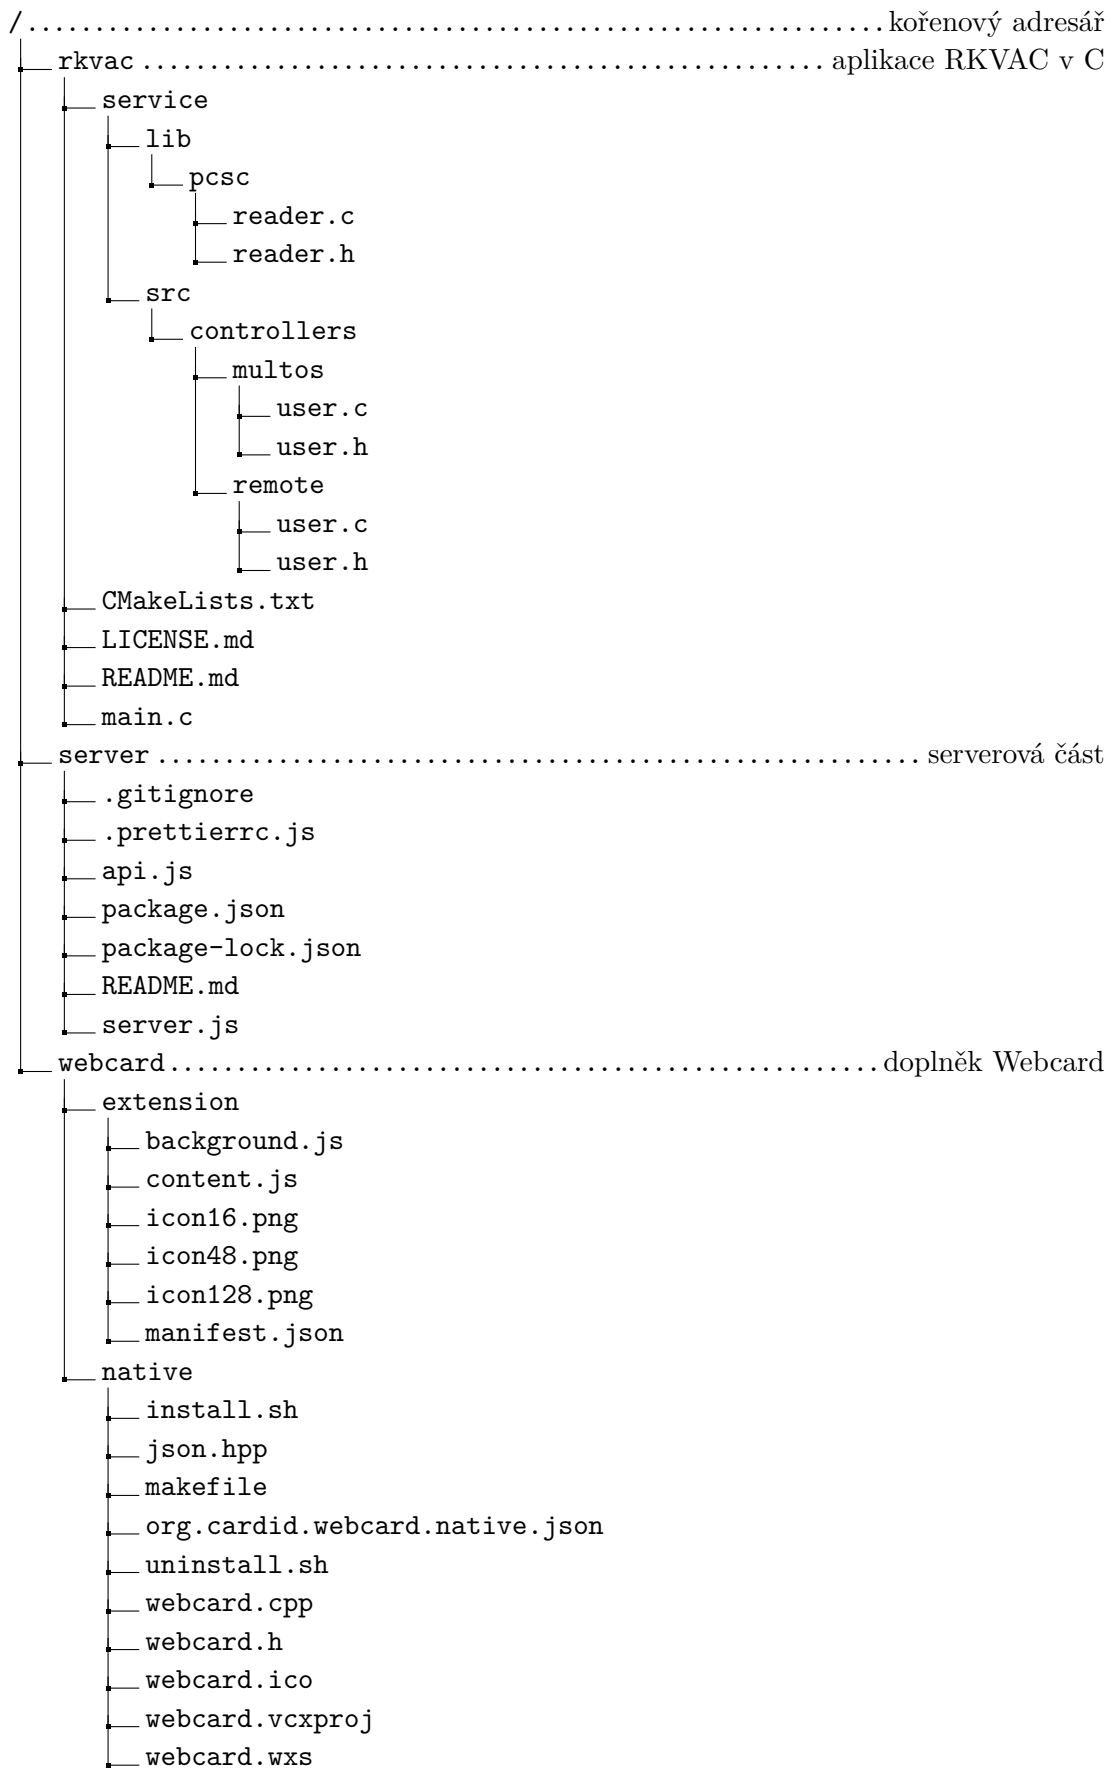 / kořenový adresář
rkvac aplikace RKVAC v C
service
lib
pcsc
reader.c
reader.h
src
controllers
multos
user.c
user.h
remote
user.c
user.h
CMakeLists.txt
LICENSE.md
README.md
main.c
server serverová část
.gitignore
.prettierrc.js
api.js
package.json
package-lock.json
README.md
server.js
webcard doplněk Webcard
extension
background.js
content.js
icon16.png
icon48.png
icon128.png
manifest.json
native
install.sh
json.hpp
makefile
org.cardid.webcard.native.json
uninstall.sh
webcard.cpp
webcard.h
webcard.ico
webcard.vcxproj
webcard.wxs